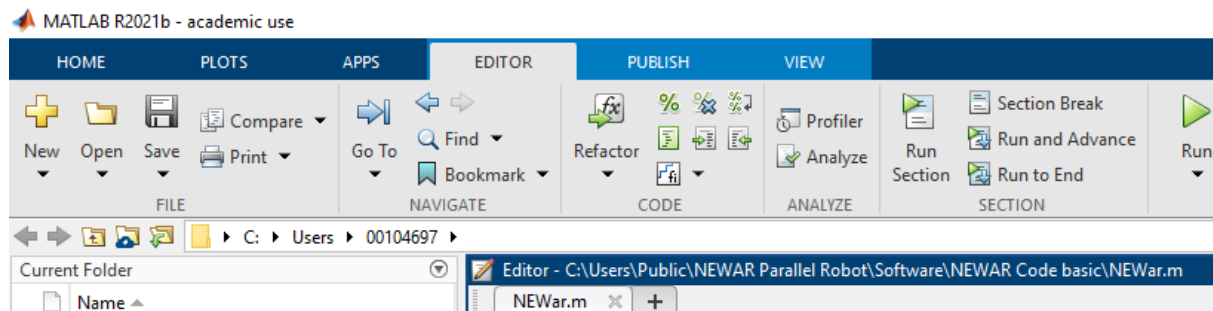 MATLAB R2021b - academic use
HOME PLOTS APPS EDITOR PUBLISH VIEW
New Open Save Compare Print
Go To Find Bookmark
Refactor
Profiler
Analyze
Run Section
Section Break
Run and Advance
Run to End
Run
FILE NAVIGATE CODE ANALYZE SECTION
C: Users 00104697
Current Folder
Editor - C:\Users\Public\NEWAR Parallel Robot\Software\NEWAR Code basic\NEWar.m
Name
NEWar.m